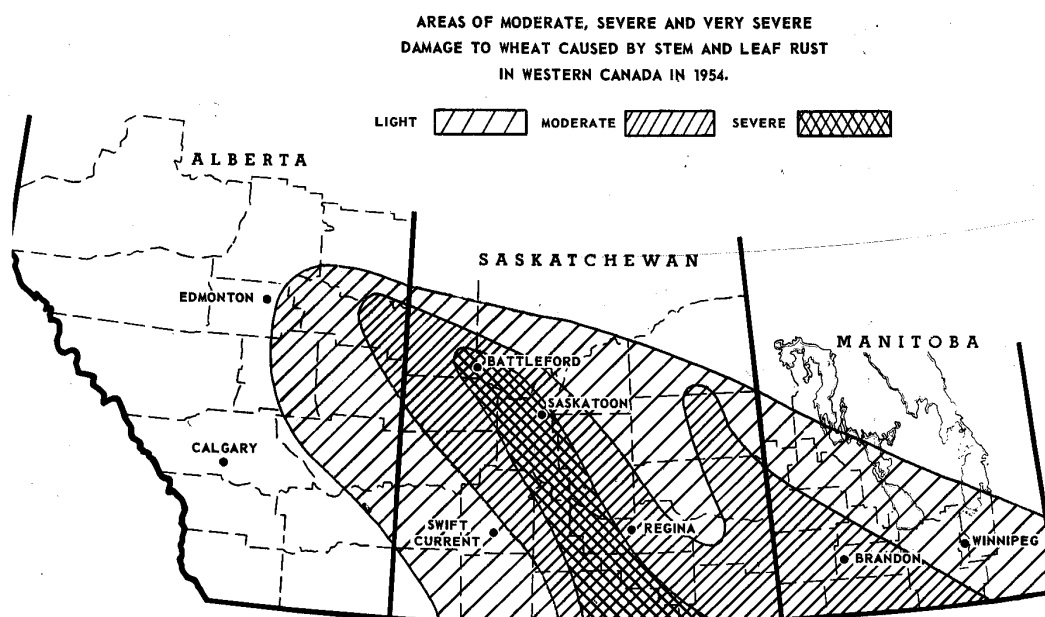 AREAS OF MODERATE, SEVERE AND VERY SEVERE
DAMAGE TO WHEAT CAUSED BY STEM AND LEAF RUST
IN WESTERN CANADA IN 1954.
LIGHT MODERATE SEVERE
ALBERTA
SASKATCHEWAN
EDMONTON
MANITOBA
BATTLEFORD
SASKATOON
CALGARY
SWIFT
CURRENT
REGINA
WINNIPEG
BRANDON